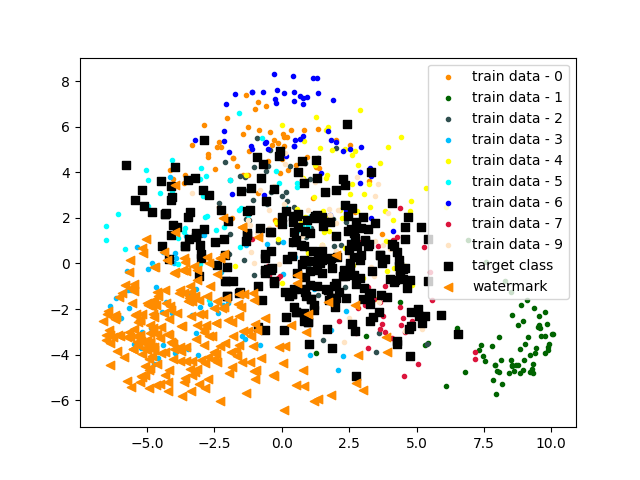 8
6
4
2
0
−2
−4
−6
−5.0
−2.5
0.0
2.5
5.0
7.5
10.0
train data - 0
train data - 1
train data - 2
train data - 3
train data - 4
train data - 5
train data - 6
train data - 7
train data - 9
target class
watermark